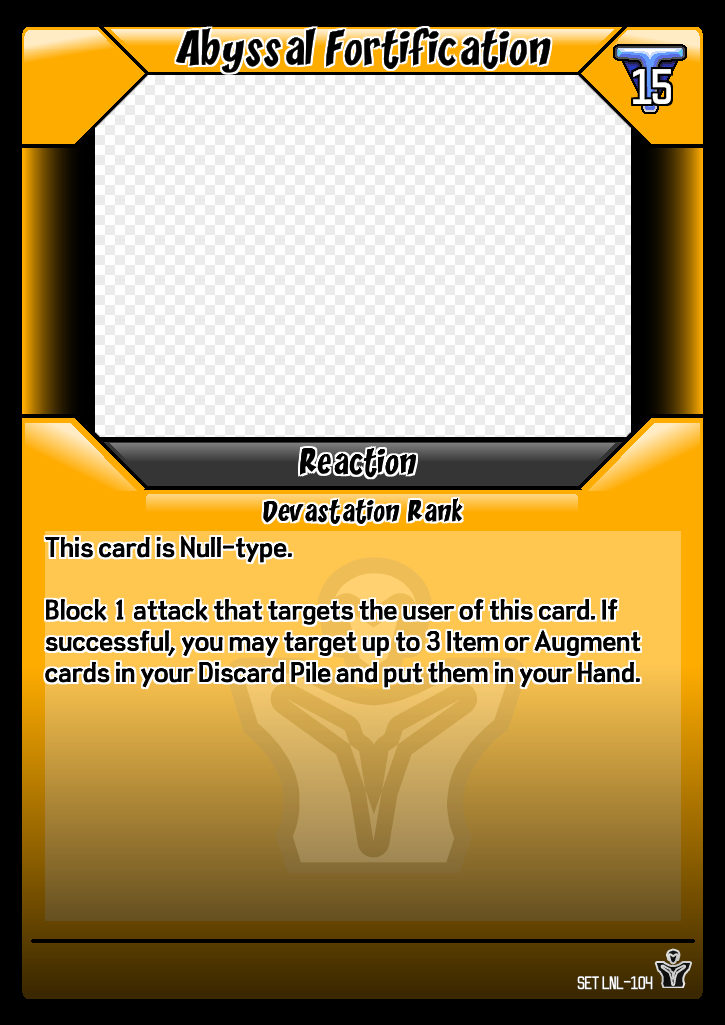 Abyssal Fortification
15
Reaction
Devastation Rank
This card is Null-type.
Block 1 attack that targets the user of this card. If
successful, you may target up to 3 Item or Augment
cards in your Discard Pile and put them in your Hand.
SET LNL-104